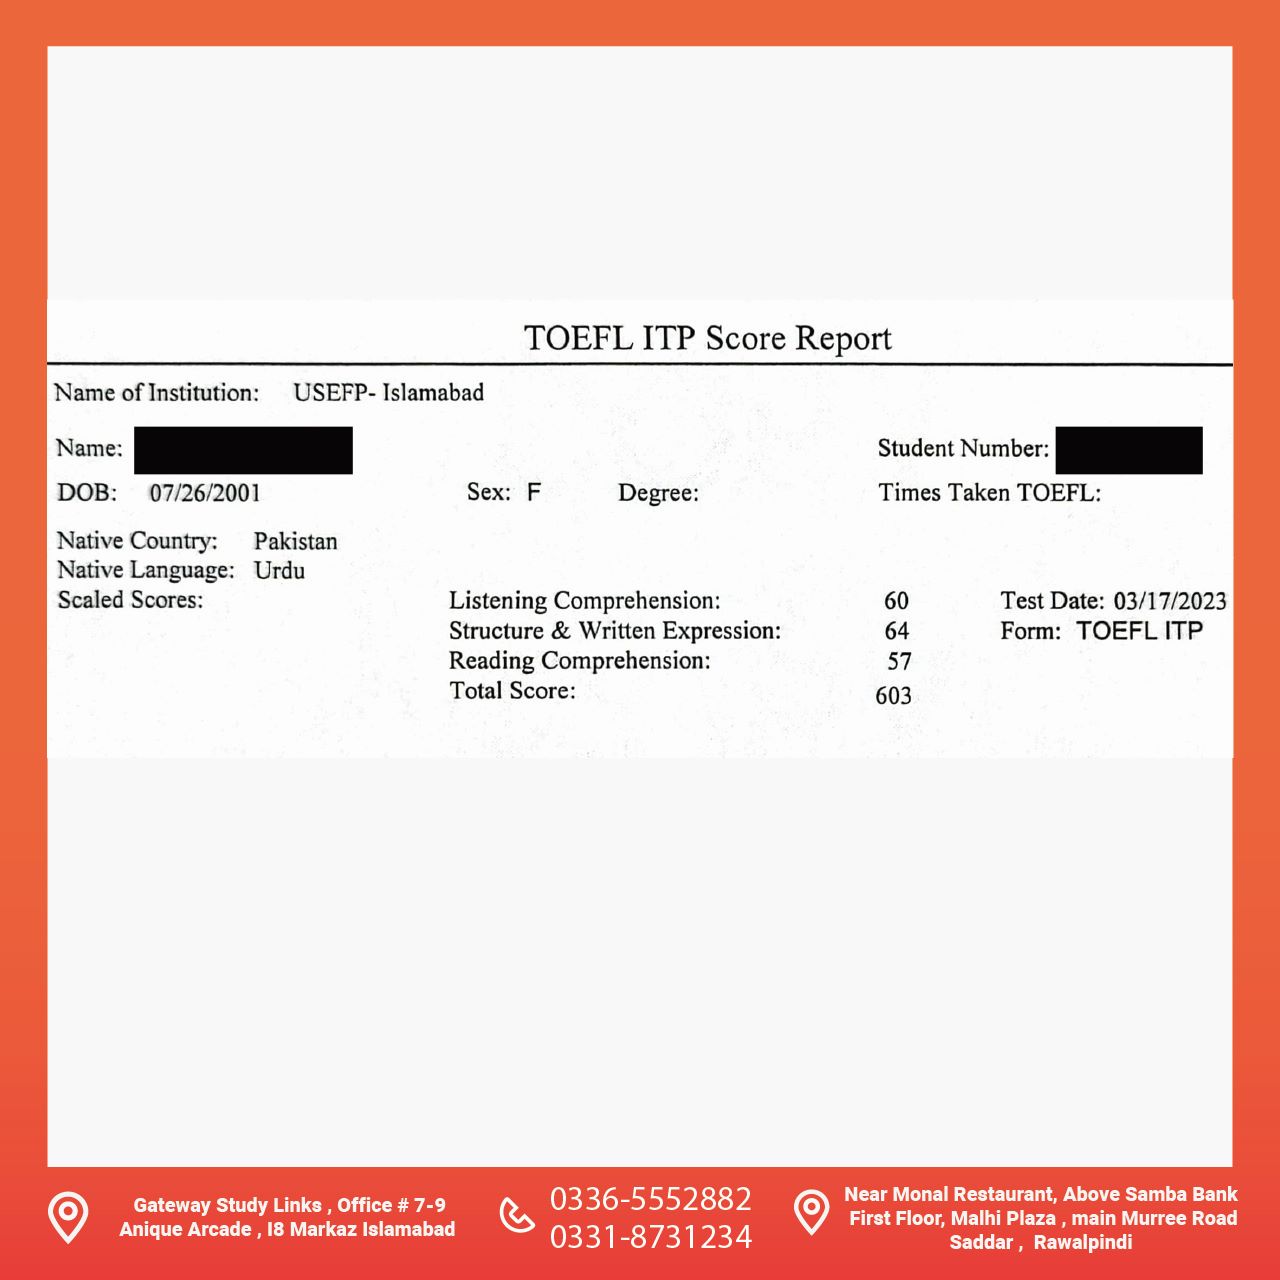 TOEFL ITP Score Report
Name of Institution: USEFP- Islamabad
Name: Student Number:
DOB: 07/26/2001 Sex: F Degree: Times Taken TOEFL:
Native Country: Pakistan
Native Language: Urdu
Scaled Scores: Listening Comprehension: 60 Test Date: 03/17/2023
Structure & Written Expression: 64 Form: TOEFL ITP
Reading Comprehension: 57
Total Score: 603
Gateway Study Links , Office # 7-9
Anique Arcade , I8 Markaz Islamabad
0336-5552882
0331-8731234
Near Monal Restaurant, Above Samba Bank
First Floor, Malhi Plaza , main Murree Road
Saddar , Rawalpindi